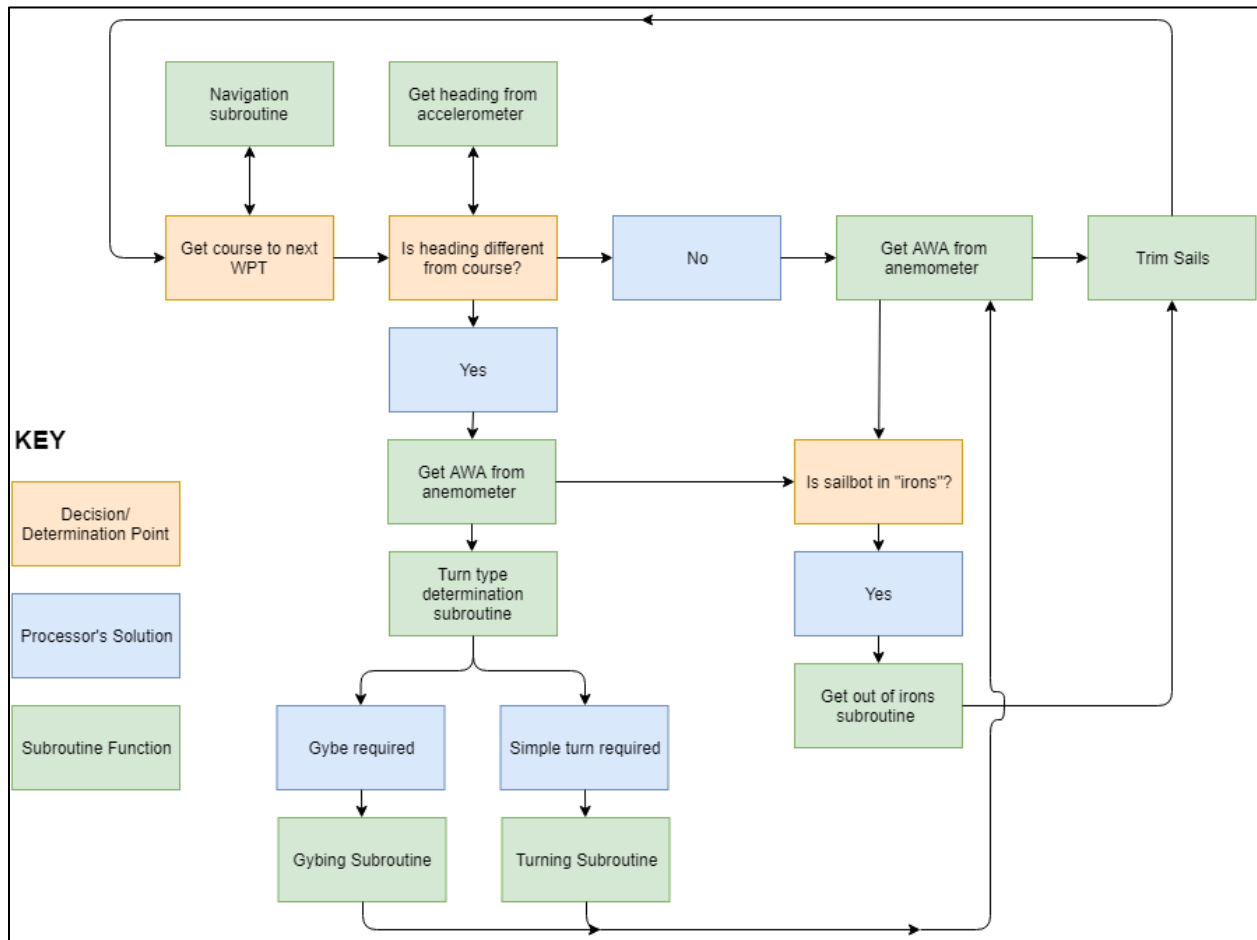 Navigation
subroutine
Get heading from
accelerometer
Get course to next
WPT
Is heading different
from course?
No
Get AWA from
anemometer
Trim Sails
Yes
KEY
Get AWA from
anemometer
Is sailbot in "irons"?
Decision/
Determination Point
Turn type
determination
subroutine
Yes
Processor's Solution
Get out of irons
subroutine
Subroutine Function
Gybe required
Simple turn required
Gybing Subroutine
Turning Subroutine